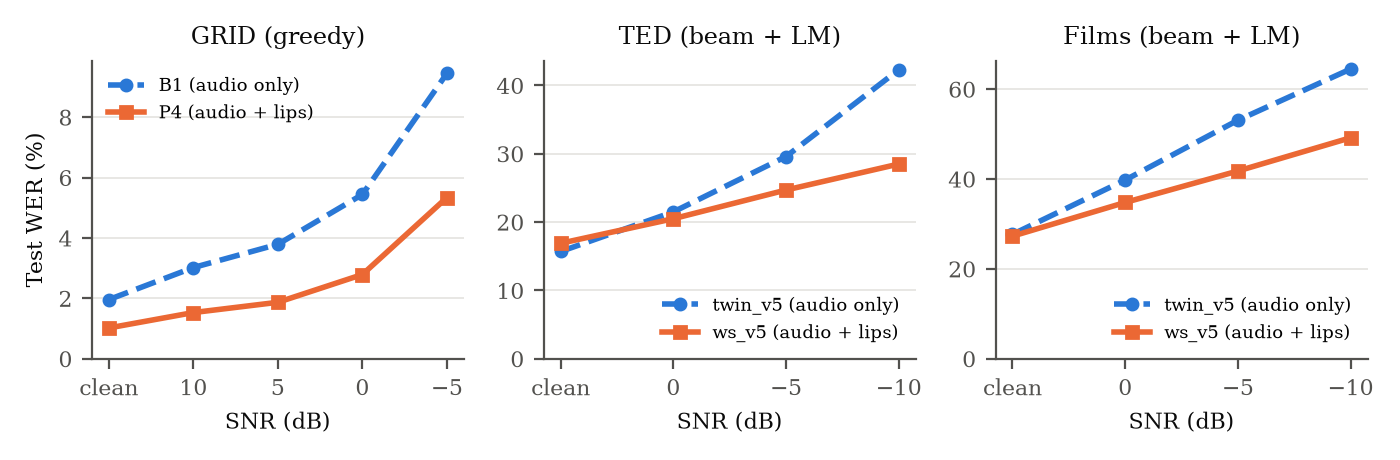 GRID (greedy)
Test WER (%)
8
6
4
2
0
B1 (audio only)
P4 (audio + lips)
clean 10 5 0 −5
SNR (dB)
TED (beam + LM)
40
30
20
10
0
twin_v5 (audio only)
ws_v5 (audio + lips)
clean 0 −5 −10
SNR (dB)
Films (beam + LM)
60
40
20
0
twin_v5 (audio only)
ws_v5 (audio + lips)
clean 0 −5 −10
SNR (dB)